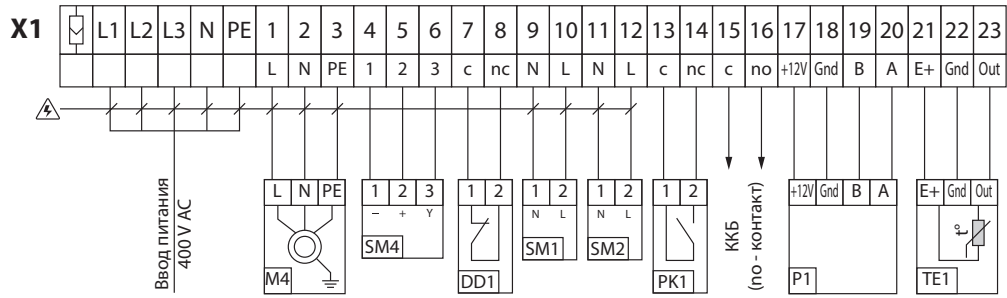 X1 L1 L2 L3 N PE 1 2 3 4 5 6 7 8 9 10 11 12 13 14 15 16 17 18 19 20 21 22 23
L N PE 1 2 3 c nc N L N L c nc c no +12V Gnd B A E+ Gnd Out
Ввод питания
400 V AC
L N PE
M4
1 2 3
– + Y
SM4
1 2
DD1
1 2
N L
SM1
1 2
N L
SM2
1 2
PK1
ККБ
(no - контакт)
+12V Gnd B A
P1
E+ Gnd Out
t°
TE1